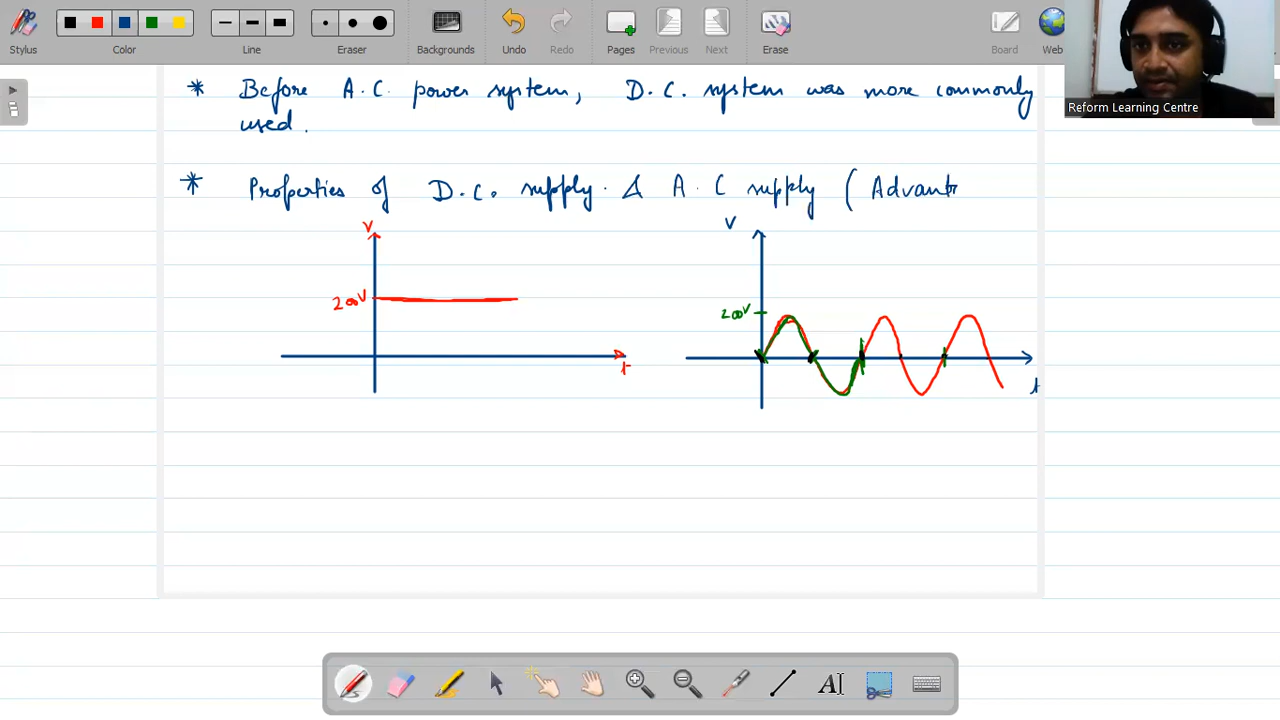 Stylus
Color
Line
Eraser
Backgrounds
Undo
Redo
Pages
Previous
Next
Erase
Board
Web
Reform Learning Centre
* Before A.C. power system, D.C. system was more commonly
used.
* Properties of D.C. supply. & A.C supply (Advant
V
200V
t
V
200V
t